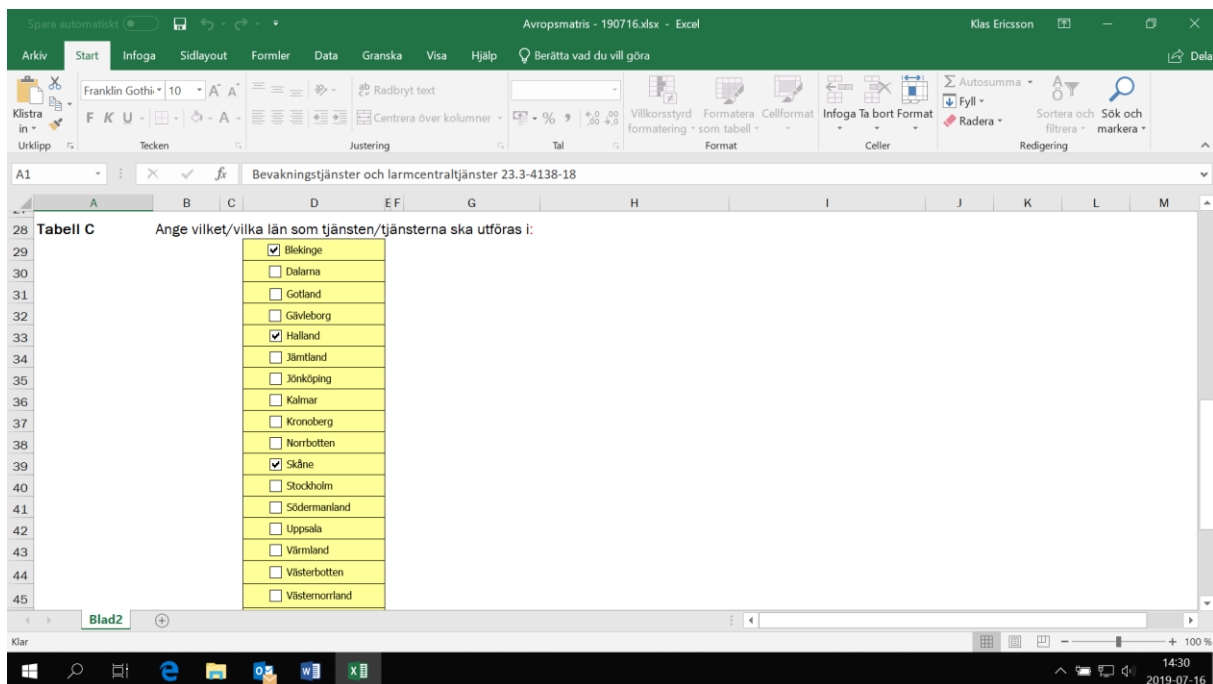 Spara automatiskt
Avropsmatris - 190716.xlsx - Excel
Klas Ericsson
Arkiv Start Infoga Sidlayout Formler Data Granska Visa Hjälp Berätta vad du vill göra Dela
Klistra in
Franklin Gothi 10 A A
F K U A
Radbryt text
Centrera över kolumner
% ,00
Villkorsstyrd formatering
Formatera som tabell
Cellformat
Infoga Ta bort Format
Autosumma
Fyll
Radera
Sortera och filtrera
Sök och markera
Urklipp Tecken Justering Tal Format Celler Redigering
A1 fx Bevakningstjänster och larmcentraltjänster 23.3-4138-18
A B C D E F G H I J K L M
28 Tabell C Ange vilket/vilka län som tjänsten/tjänsterna ska utföras i:
29 Blekinge
30 Dalarna
31 Gotland
32 Gävleborg
33 Halland
34 Jämtland
35 Jönköping
36 Kalmar
37 Kronoberg
38 Norrbotten
39 Skåne
40 Stockholm
41 Södermanland
42 Uppsala
43 Värmland
44 Västerbotten
45 Västernorrland
Blad2
Klar
100 %
14:30
2019-07-16